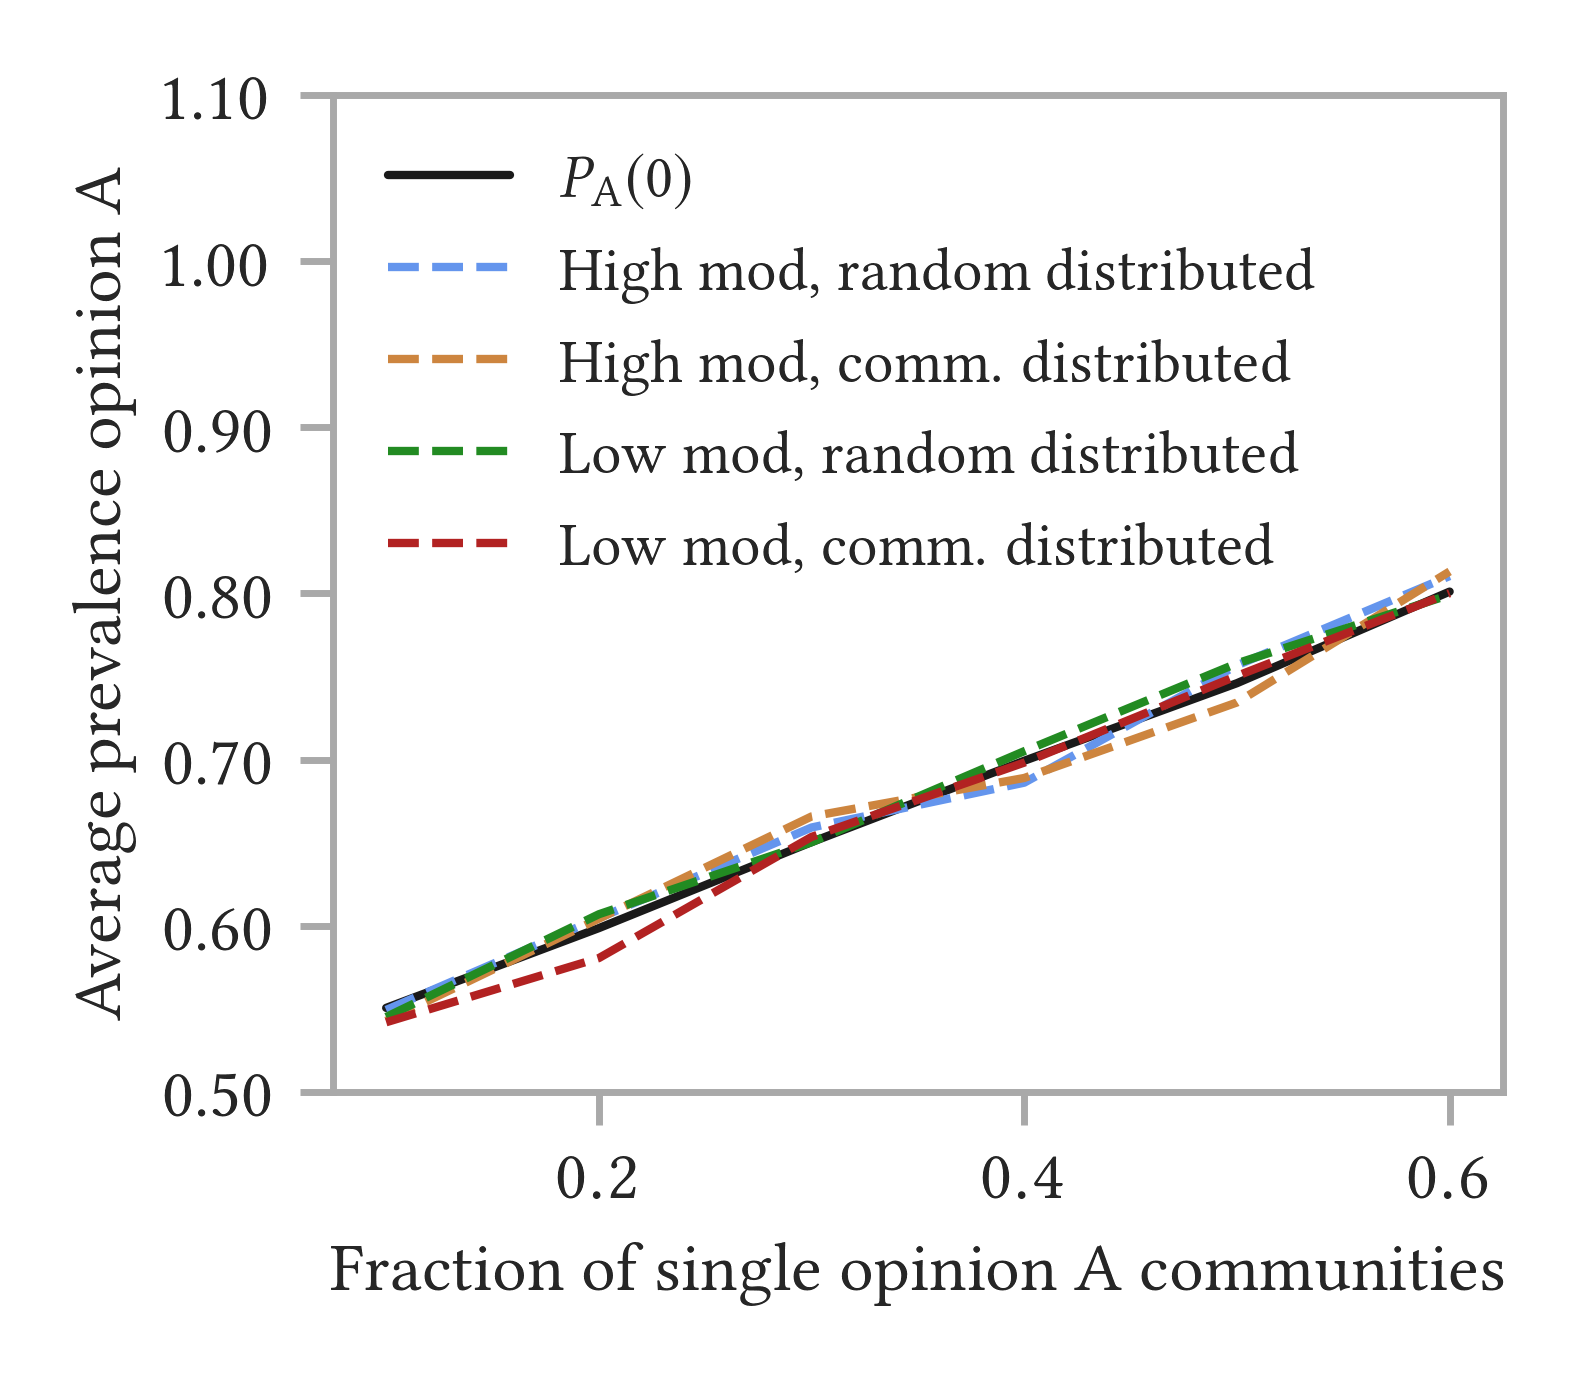 1.10
1.00
0.90
0.80
0.70
0.60
0.50
Average prevalence opinion A
P_A(0)
High mod, random distributed
High mod, comm. distributed
Low mod, random distributed
Low mod, comm. distributed
0.2 0.4 0.6
Fraction of single opinion A communities